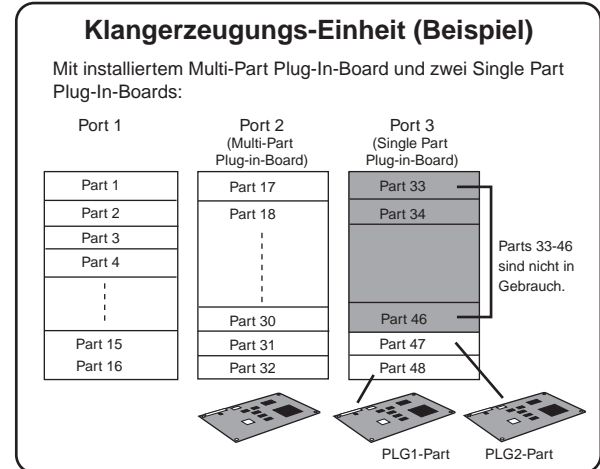 Klangerzeugungs-Einheit (Beispiel)
Mit installiertem Multi-Part Plug-In-Board und zwei Single Part
Plug-In-Boards:
Port 1
Port 2
(Multi-Part
Plug-in-Board)
Port 3
(Single Part
Plug-in-Board)
Part 1
Part 2
Part 3
Part 4
Part 15
Part 16
Part 17
Part 18
Part 30
Part 31
Part 32
Part 33
Part 34
Part 46
Part 47
Part 48
Parts 33-46
sind nicht in
Gebrauch.
PLG1-Part
PLG2-Part